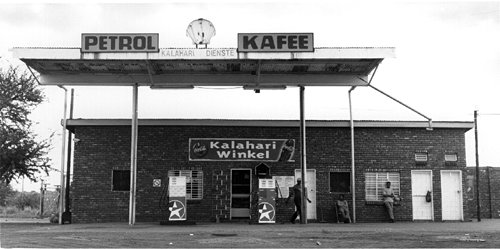 PETROL
KAFEE
KALAHARI DIENSTE
Kalahari
Winkel